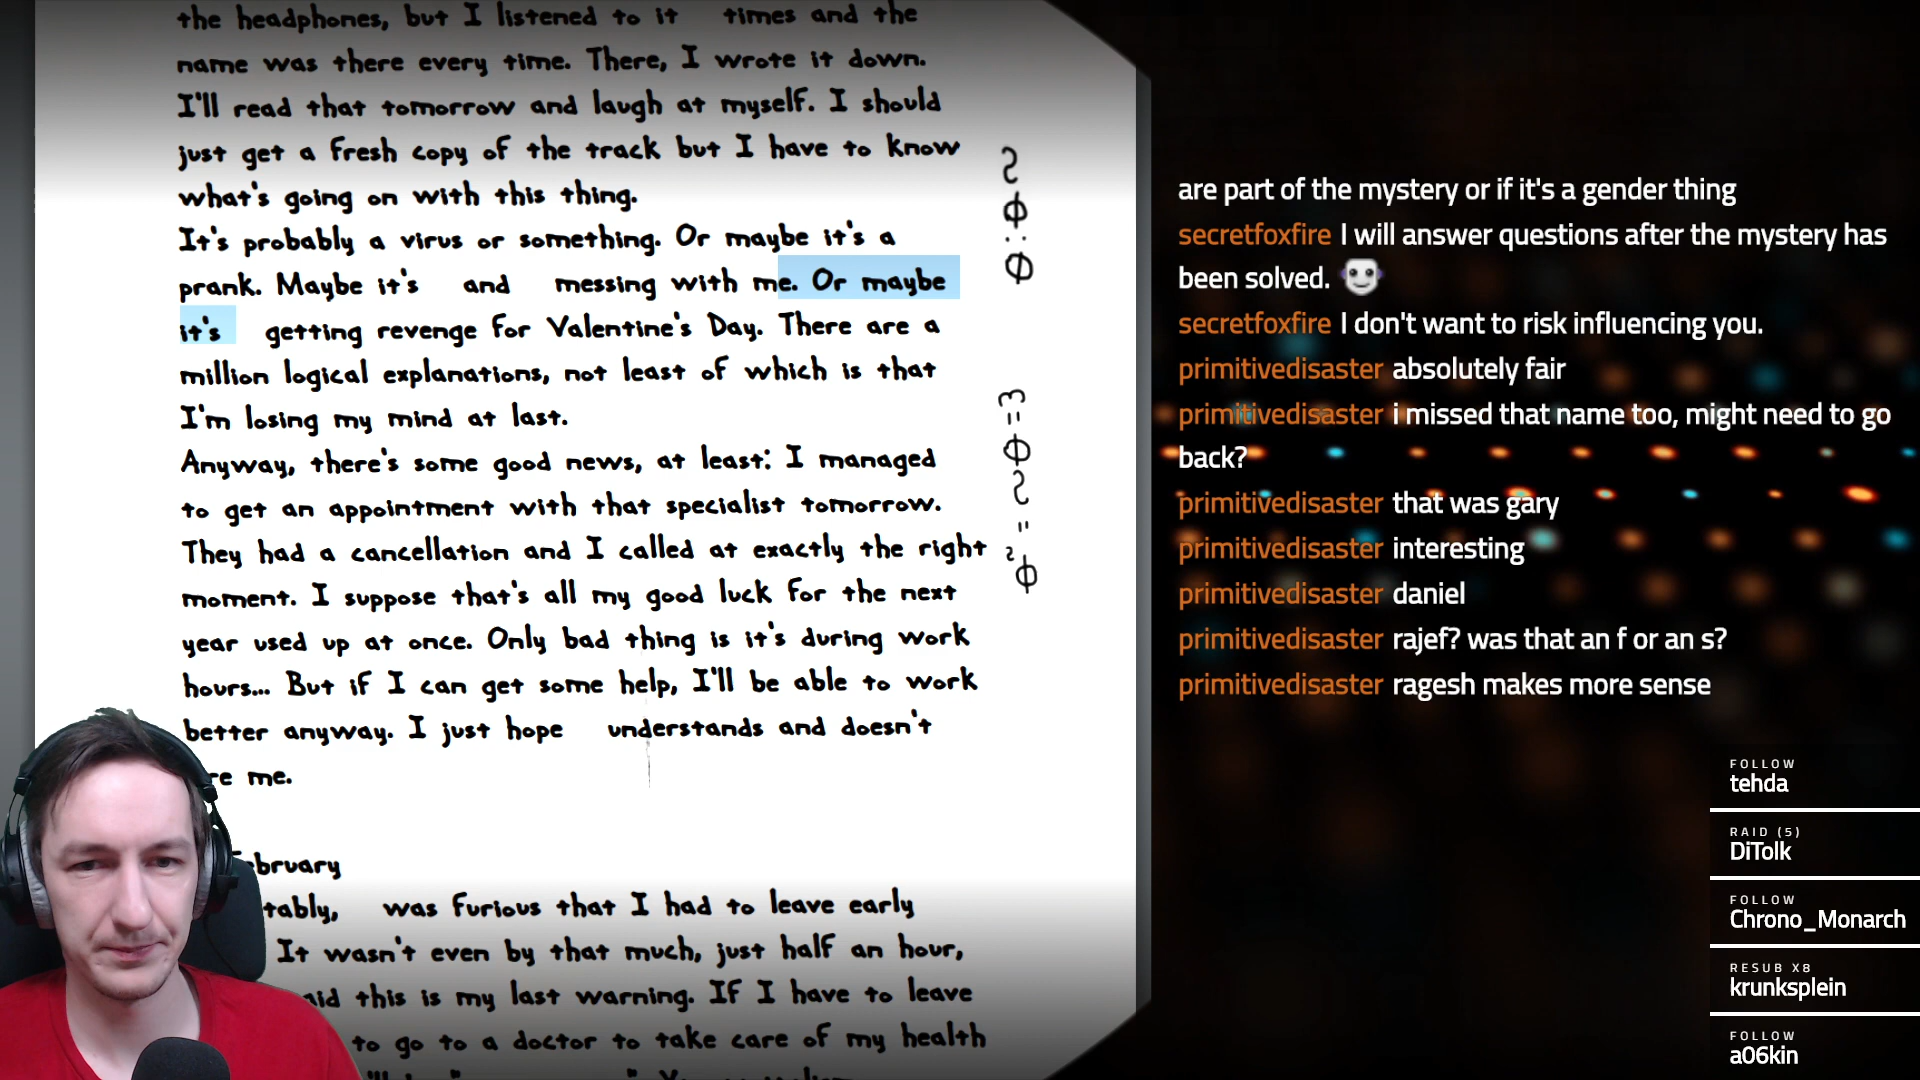 the headphones, but I listened to it times and the
name was there every time. There, I wrote it down.
I'll read that tomorrow and laugh at myself. I should
just get a fresh copy of the track but I have to know
what's going on with this thing.
It's probably a virus or something. Or maybe it's a
prank. Maybe it's and messing with me. Or maybe
it's getting revenge for Valentine's Day. There are a
million logical explanations, not least of which is that
I'm losing my mind at last.
Anyway, there's some good news, at least: I managed
to get an appointment with that specialist tomorrow.
They had a cancellation and I called at exactly the right
moment. I suppose that's all my good luck for the next
year used up at once. Only bad thing is it's during work
hours... But if I can get some help, I'll be able to work
better anyway. I just hope understands and doesn't
me.
was furious that I had to leave early
It wasn't even by that much, just half an hour,
this is my last warning. If I have to leave
to go to a doctor to take care of my health
are part of the mystery or if it's a gender thing
secretfoxfire I will answer questions after the mystery has
been solved.
secretfoxfire I don't want to risk influencing you.
primitivedisaster absolutely fair
primitivedisaster i missed that name too, might need to go
back?
primitivedisaster that was gary
primitivedisaster interesting
primitivedisaster daniel
primitivedisaster rajef? was that an f or an s?
primitivedisaster ragesh makes more sense
FOLLOW
tehda
RAID (5)
DiTolk
FOLLOW
Chrono_Monarch
RESUB X8
krunksplein
FOLLOW
a06kin